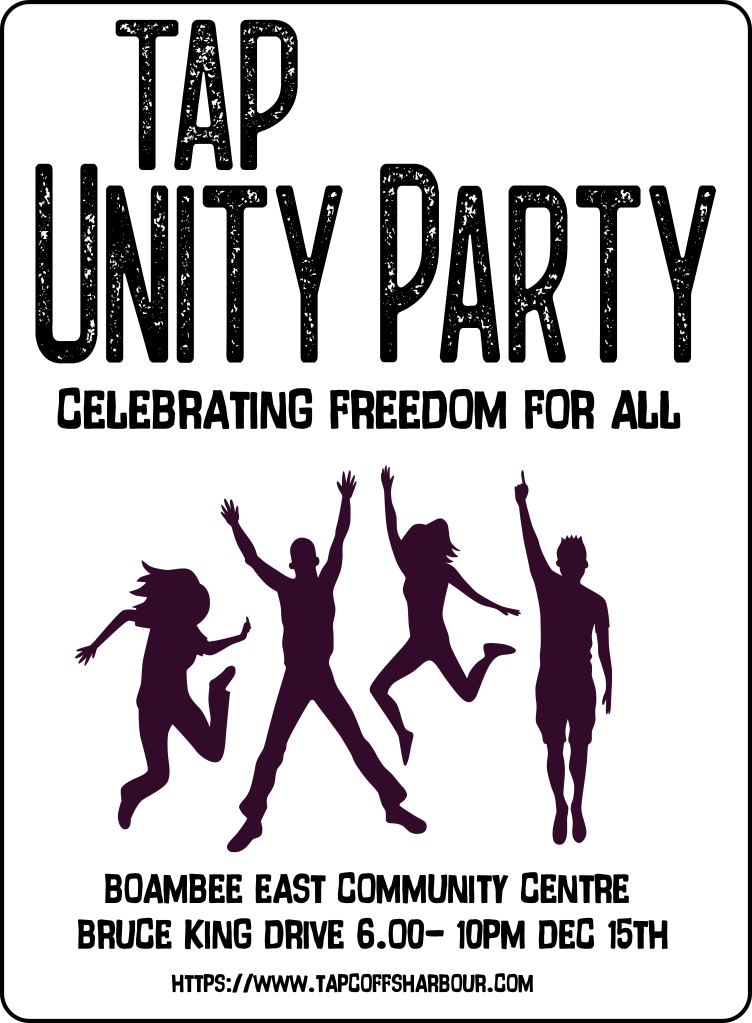 TAP
UNITY PARTY
CELEBRATING FREEDOM FOR ALL
BOAMBEE EAST COMMUNITY CENTRE
BRUCE KING DRIVE 6.00- 10PM DEC 15TH
HTTPS://WWW.TAPCOFFSHARBOUR.COM